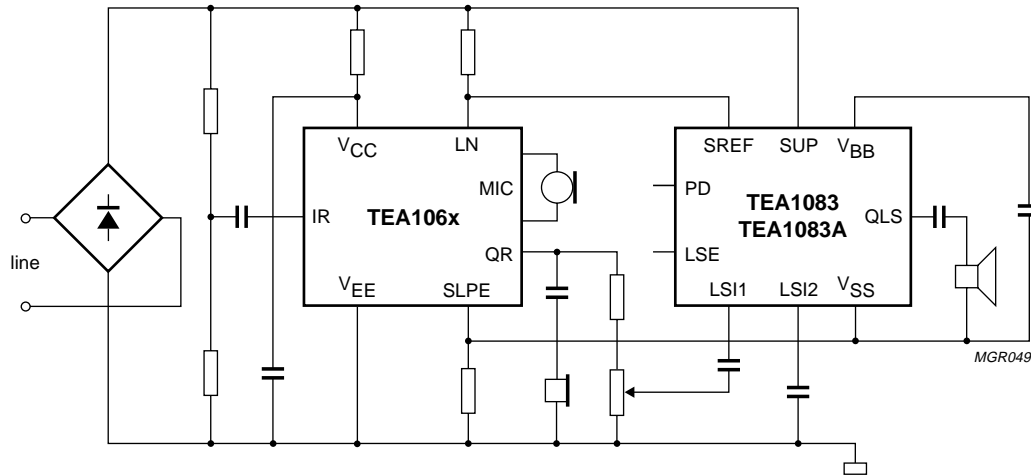 VCC
LN
SREF
SUP
VBB
MIC
PD
TEA106x
TEA1083
TEA1083A
IR
QLS
line
QR
LSE
VEE
SLPE
LSI1
LSI2
VSS
MGR049